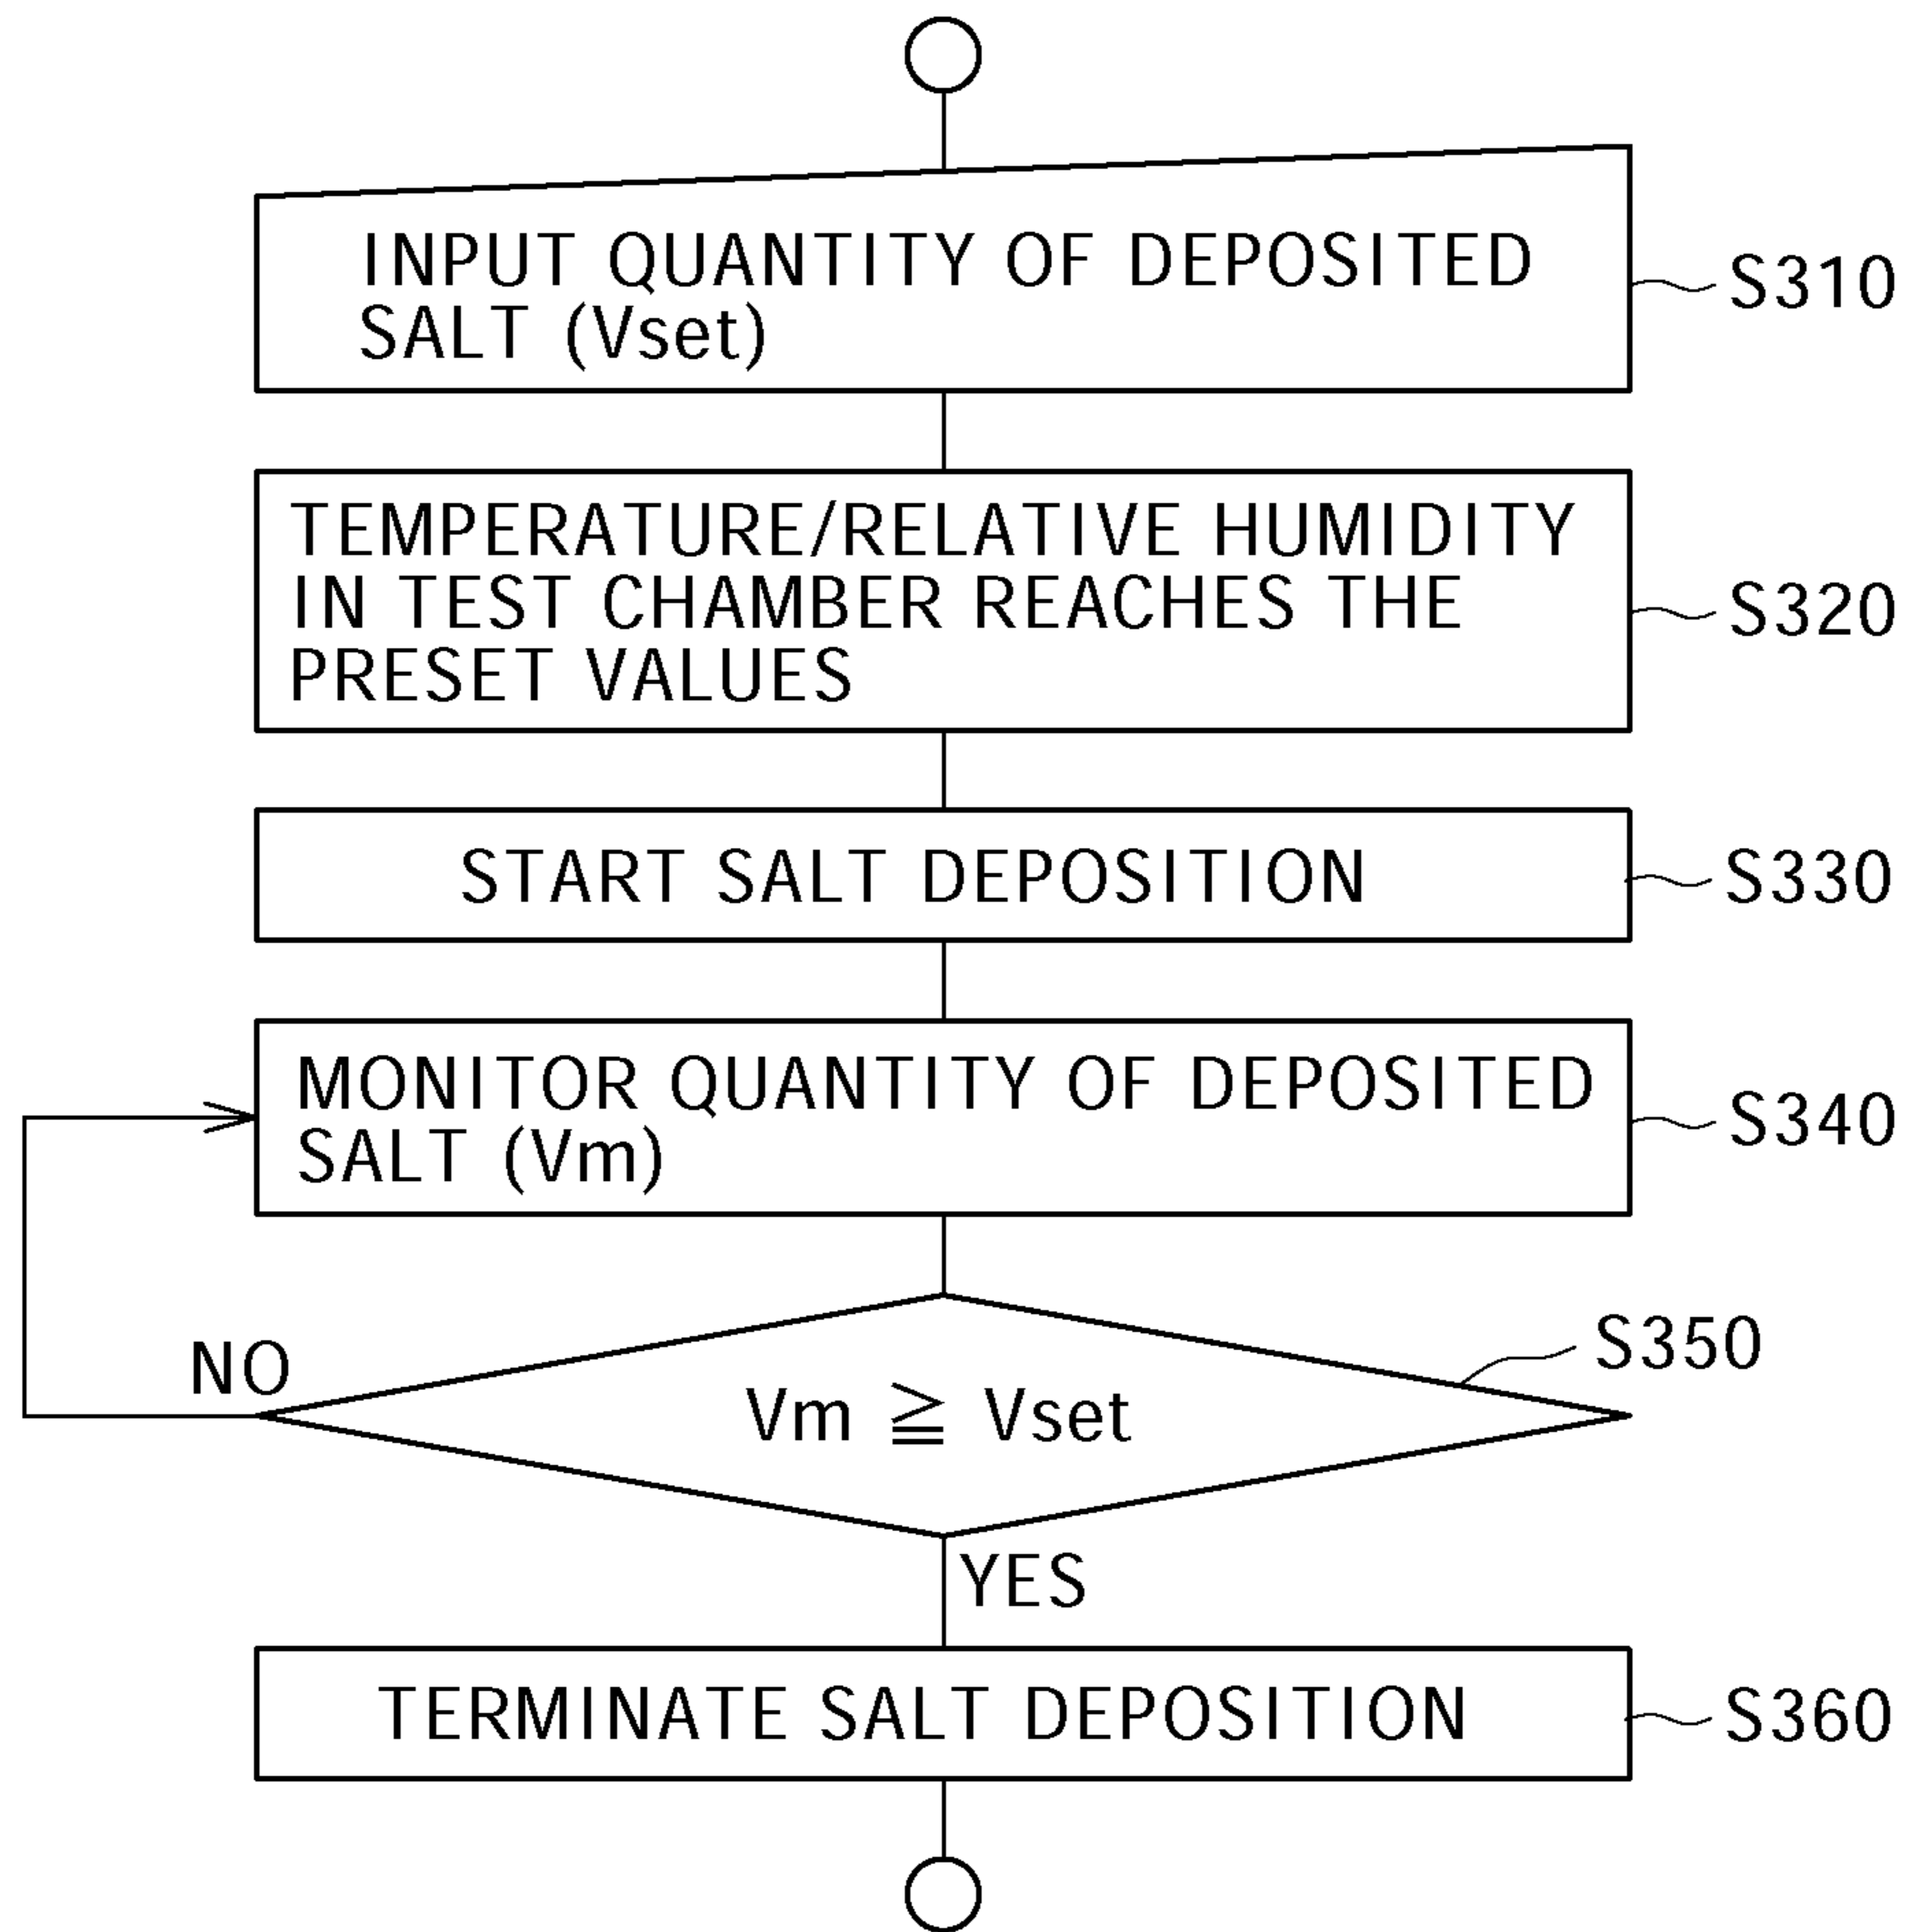 INPUT QUANTITY OF DEPOSITED
SALT (Vset)
S310
TEMPERATURE/RELATIVE HUMIDITY
IN TEST CHAMBER REACHES THE
PRESET VALUES
S320
START SALT DEPOSITION
S330
MONITOR QUANTITY OF DEPOSITED
SALT (Vm)
S340
NO
Vm ≧ Vset
S350
YES
TERMINATE SALT DEPOSITION
S360